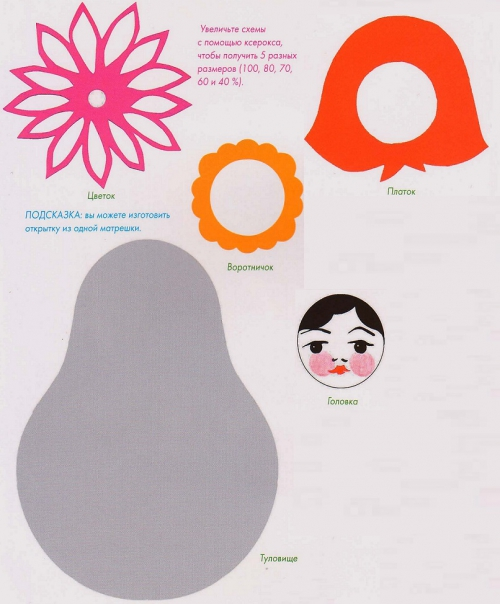 Увеличьте схемы
с помощью ксерокса,
чтобы получить 5 разных
размеров (100, 80, 70,
60 и 40 %).
Цветок
Платок
ПОДСКАЗКА: вы можете изготовить
открытку из одной матрешки.
Воротничок
Головка
Туловище